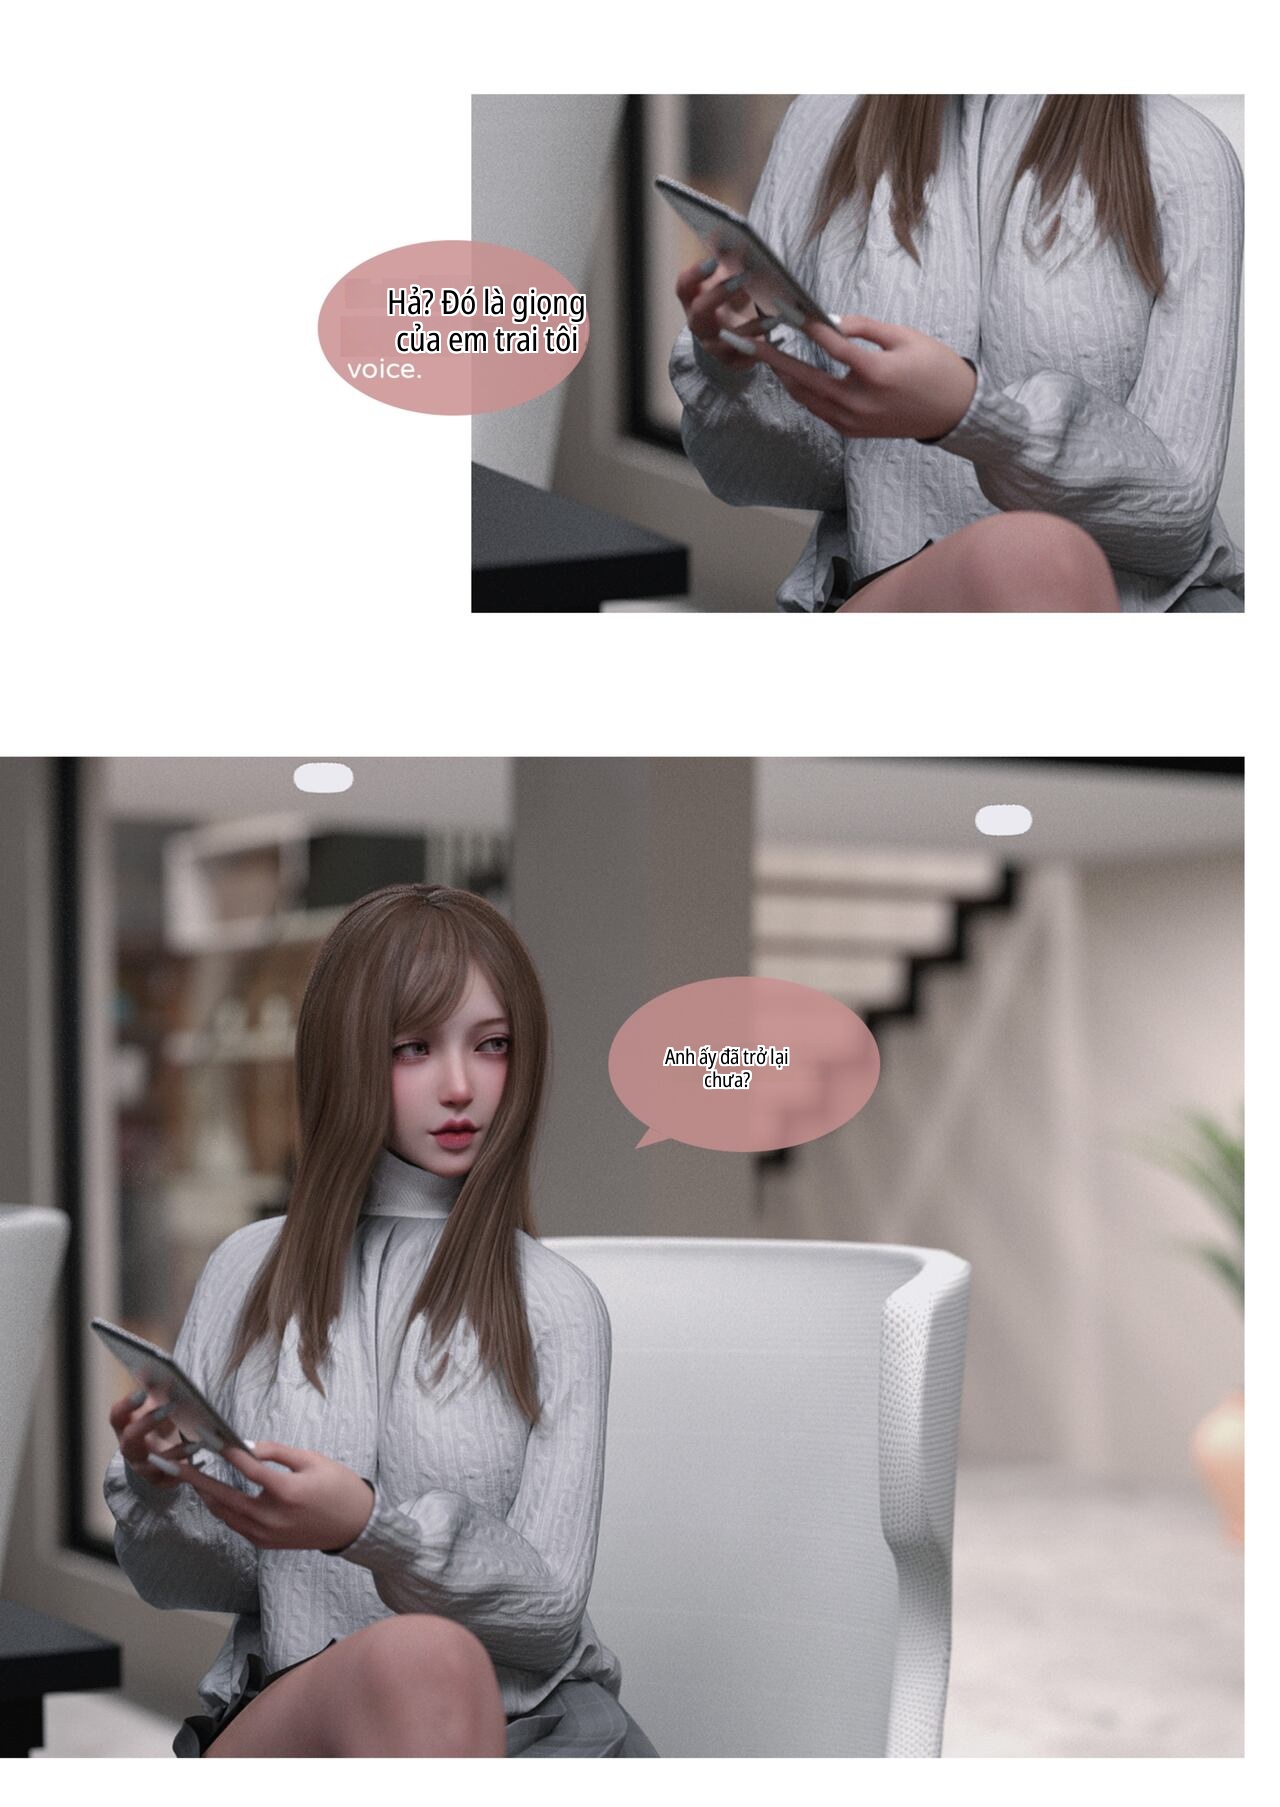 Hả? Đó là giọng
của em trai tôi
voice.
Anh ấy đã trở lại
chưa?